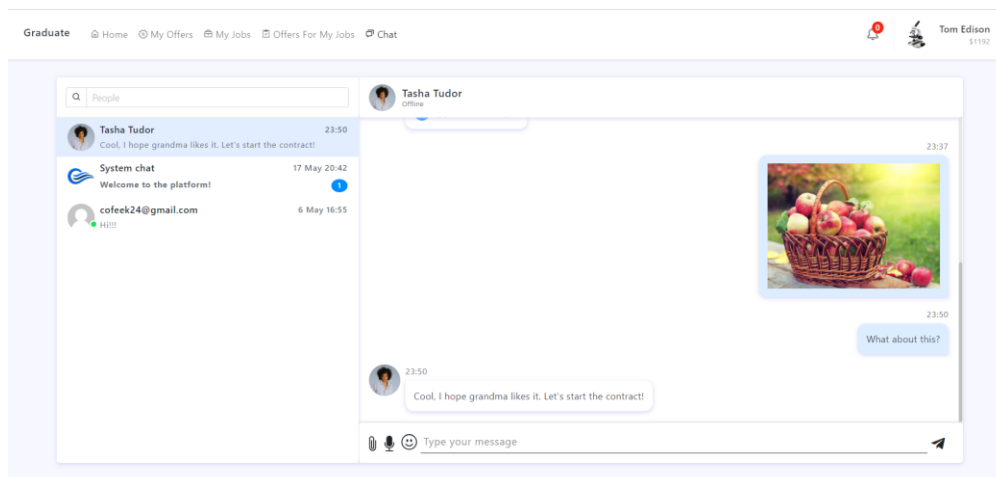 Graduate
Home
My Offers
My Jobs
Offers For My Jobs
Chat
0
Tom Edison
$1192
People
Tasha Tudor
23:50
Cool, I hope grandma likes it. Let's start the contract!
System chat
17 May 20:42
Welcome to the platform!
1
cofeek24@gmail.com
6 May 16:55
Hi!!!
Tasha Tudor
Offline
23:37
23:50
What about this?
23:50
Cool, I hope grandma likes it. Let's start the contract!
Type your message